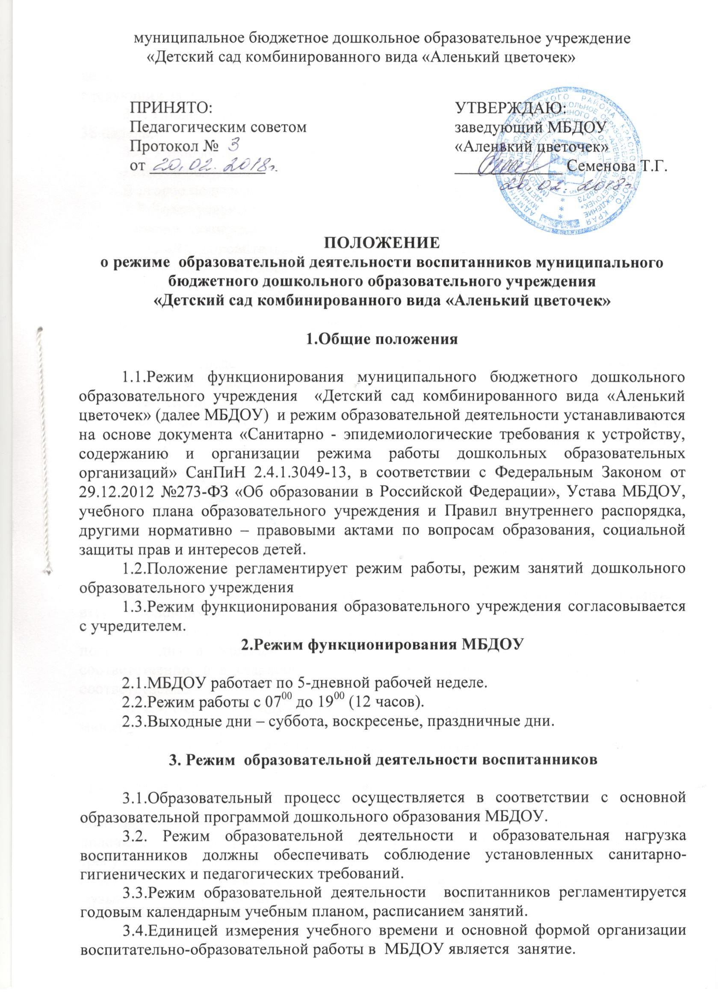 муниципальное бюджетное дошкольное образовательное учреждение
«Детский сад комбинированного вида «Аленький цветочек»
ПРИНЯТО:
Педагогическим советом
Протокол № 3
от 20.02.2018г.
УТВЕРЖДАЮ:
заведующий МБДОУ
«Аленький цветочек»
Семенова Т.Г.
20.02.2018г
ПОЛОЖЕНИЕ
о режиме образовательной деятельности воспитанников муниципального
бюджетного дошкольного образовательного учреждения
«Детский сад комбинированного вида «Аленький цветочек»
1.Общие положения
1.1.Режим функционирования муниципального бюджетного дошкольного
образовательного учреждения «Детский сад комбинированного вида «Аленький
цветочек» (далее МБДОУ) и режим образовательной деятельности устанавливаются
на основе документа «Санитарно - эпидемиологические требования к устройству,
содержанию и организации режима работы дошкольных образовательных
организаций» СанПиН 2.4.1.3049-13, в соответствии с Федеральным Законом от
29.12.2012 №273-ФЗ «Об образовании в Российской Федерации», Устава МБДОУ,
учебного плана образовательного учреждения и Правил внутреннего распорядка,
другими нормативно – правовыми актами по вопросам образования, социальной
защиты прав и интересов детей.
1.2.Положение регламентирует режим работы, режим занятий дошкольного
образовательного учреждения
1.3.Режим функционирования образовательного учреждения согласовывается
с учредителем.
2.Режим функционирования МБДОУ
2.1.МБДОУ работает по 5-дневной рабочей неделе.
2.2.Режим работы с 07⁰⁰ до 19⁰⁰ (12 часов).
2.3.Выходные дни – суббота, воскресенье, праздничные дни.
3. Режим образовательной деятельности воспитанников
3.1.Образовательный процесс осуществляется в соответствии с основной
образовательной программой дошкольного образования МБДОУ.
3.2. Режим образовательной деятельности и образовательная нагрузка
воспитанников должны обеспечивать соблюдение установленных санитарно-
гигиенических и педагогических требований.
3.3.Режим образовательной деятельности воспитанников регламентируется
годовым календарным учебным планом, расписанием занятий.
3.4.Единицей измерения учебного времени и основной формой организации
воспитательно-образовательной работы в МБДОУ является занятие.